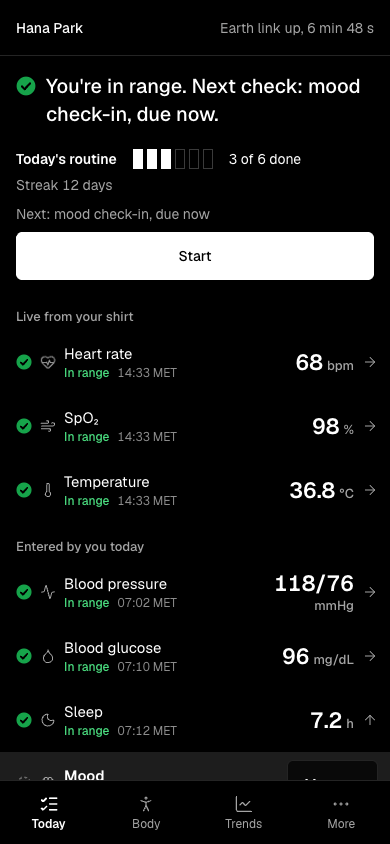 Hana Park
Earth link up, 6 min 48 s
You're in range. Next check: mood
check-in, due now.
Today's routine
3 of 6 done
Streak 12 days
Next: mood check-in, due now
Start
Live from your shirt
Heart rate
In range 14:33 MET
68 bpm
SpO₂
In range 14:33 MET
98 %
Temperature
In range 14:33 MET
36.8 °C
Entered by you today
Blood pressure
In range 07:02 MET
118/76
mmHg
Blood glucose
In range 07:10 MET
96 mg/dL
Sleep
In range 07:12 MET
7.2 h
Mood
Today
Body
Trends
More